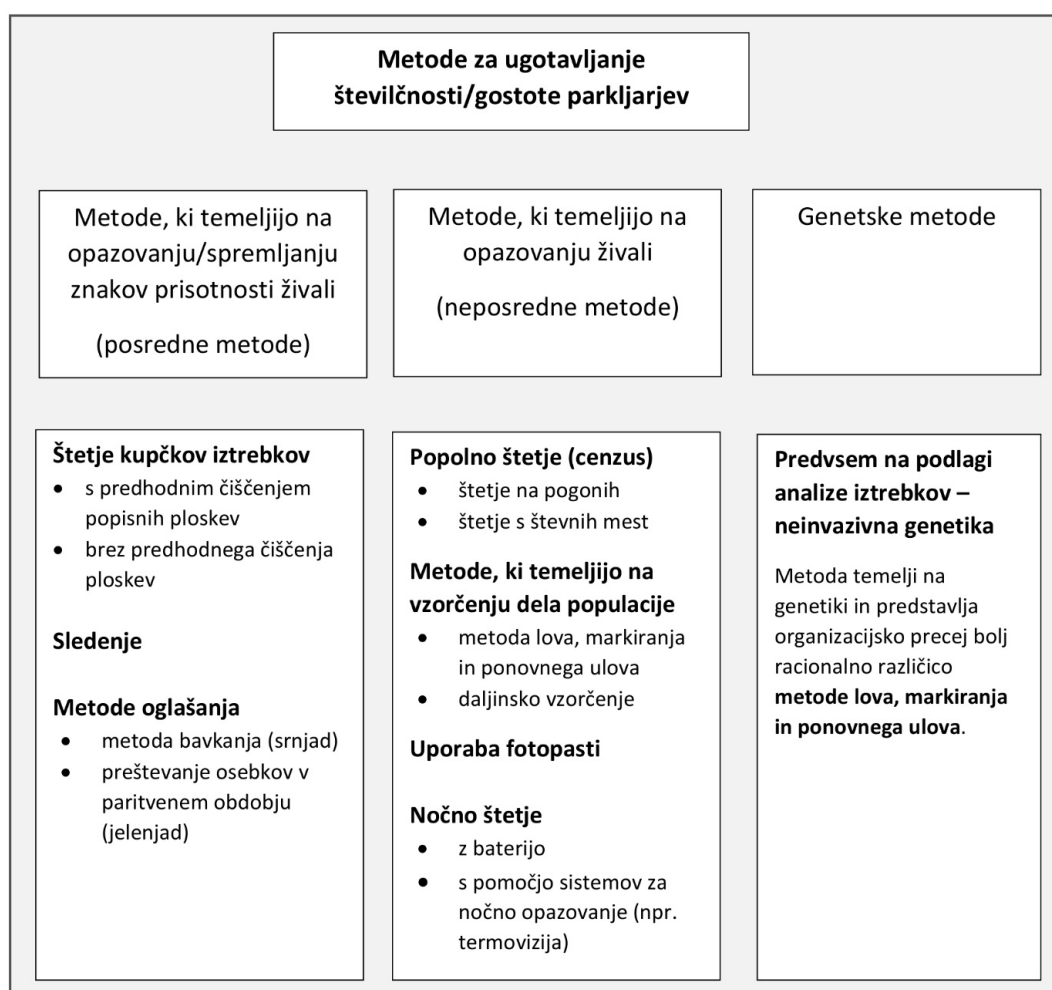 Metode za ugotavljanje
številčnosti/gostote parkljarjev
Metode, ki temeljijo na
opazovanju/spremljanju
znakov prisotnosti živali
(posredne metode)
Metode, ki temeljijo na
opazovanju živali
(neposredne metode)
Genetske metode
Štetje kupčkov iztrebkov
• s predhodnim čiščenjem
popisnih ploskev
• brez predhodnega čiščenja
ploskev
Sledenje
Metode oglašanja
• metoda bavkanja (srnjad)
• preštevanje osebkov v
paritvenem obdobju
(jelenjad)
Popolno štetje (cenzus)
• štetje na pogonih
• štetje s števnih mest
Metode, ki temeljijo na
vzorčenju dela populacije
• metoda lova, markiranja
in ponovnega ulova
• daljinsko vzorčenje
Uporaba fotopasti
Nočno štetje
• z baterijo
• s pomočjo sistemov za
nočno opazovanje (npr.
termovizija)
Predvsem na podlagi
analize iztrebkov –
neinvazivna genetika
Metoda temelji na
genetiki in predstavlja
organizacijsko precej bolj
racionalno različico
metode lova, markiranja
in ponovnega ulova.